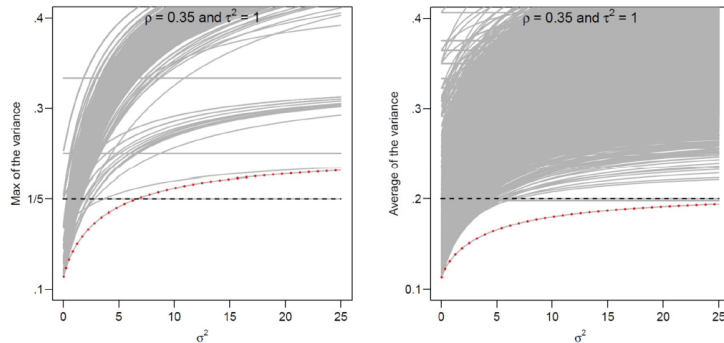 ρ = 0.35 and τ² = 1
Max of the variance
.4
.3
1/5
.1
0 5 10 15 20 25
σ²
ρ = 0.35 and τ² = 1
Average of the variance
.4
0.3
.2
0.1
0 5 10 15 20 25
σ²